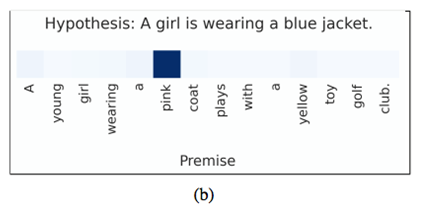 Hypothesis: A girl is wearing a blue jacket.
A
young
girl
wearing
a
pink
coat
plays
with
a
yellow
toy
golf
club.
Premise
(b)